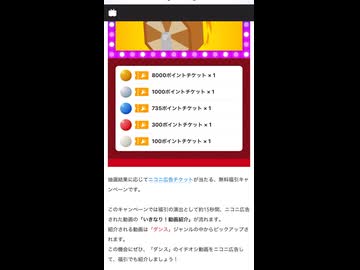 8000ポイントチケット × 1
1000ポイントチケット × 1
735ポイントチケット × 1
300ポイントチケット × 1
100ポイントチケット × 1
抽選結果に応じてニコニ広告チケットが当たる、無料福引キャ
ンペーンです。
このキャンペーンでは福引の演出として約15秒間、ニコニ広告
された動画の「いきなり！動画紹介」が流れます。
紹介される動画は「ダンス」ジャンルの中からピックアップさ
れます。
この機会にぜひ、「ダンス」のイチオシ動画をニコニ広告し
て、福引でも紹介しましょう！